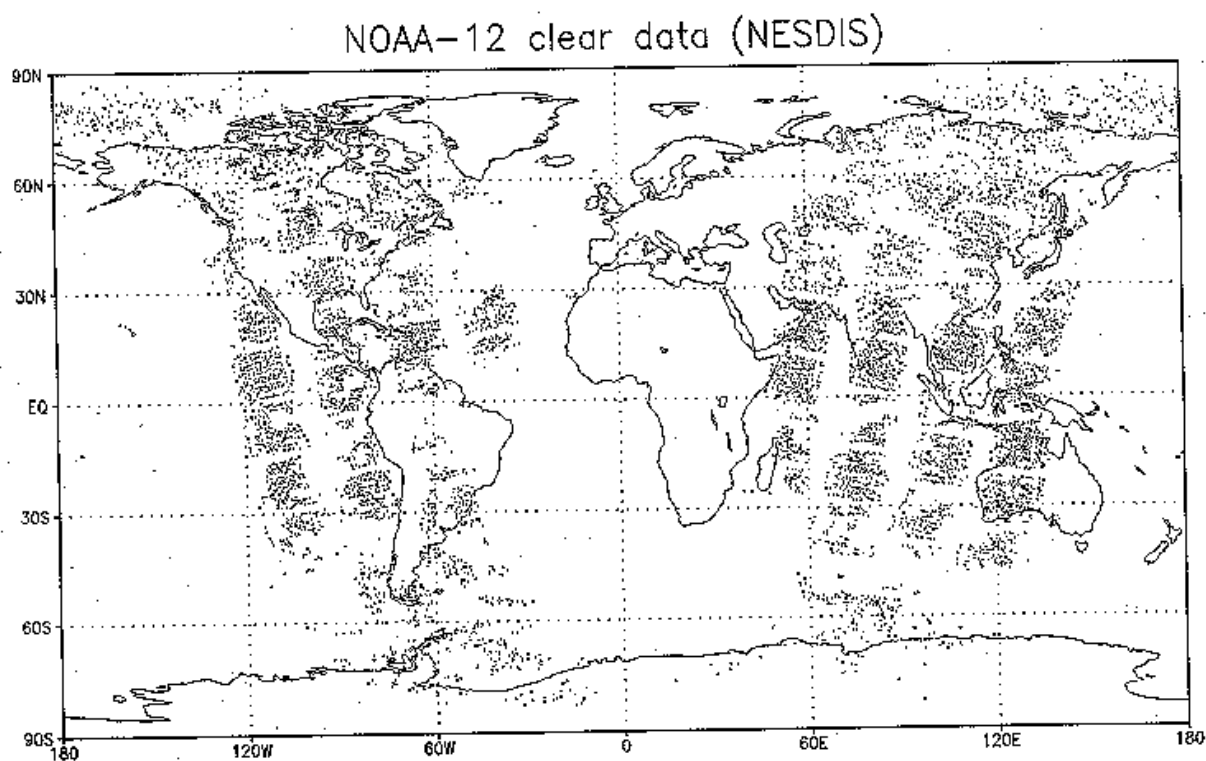 NOAA-12 clear data (NESDIS)
90N
60N
30N
EQ
30S
60S
90S
180 120W 60W 0 60E 120E 180